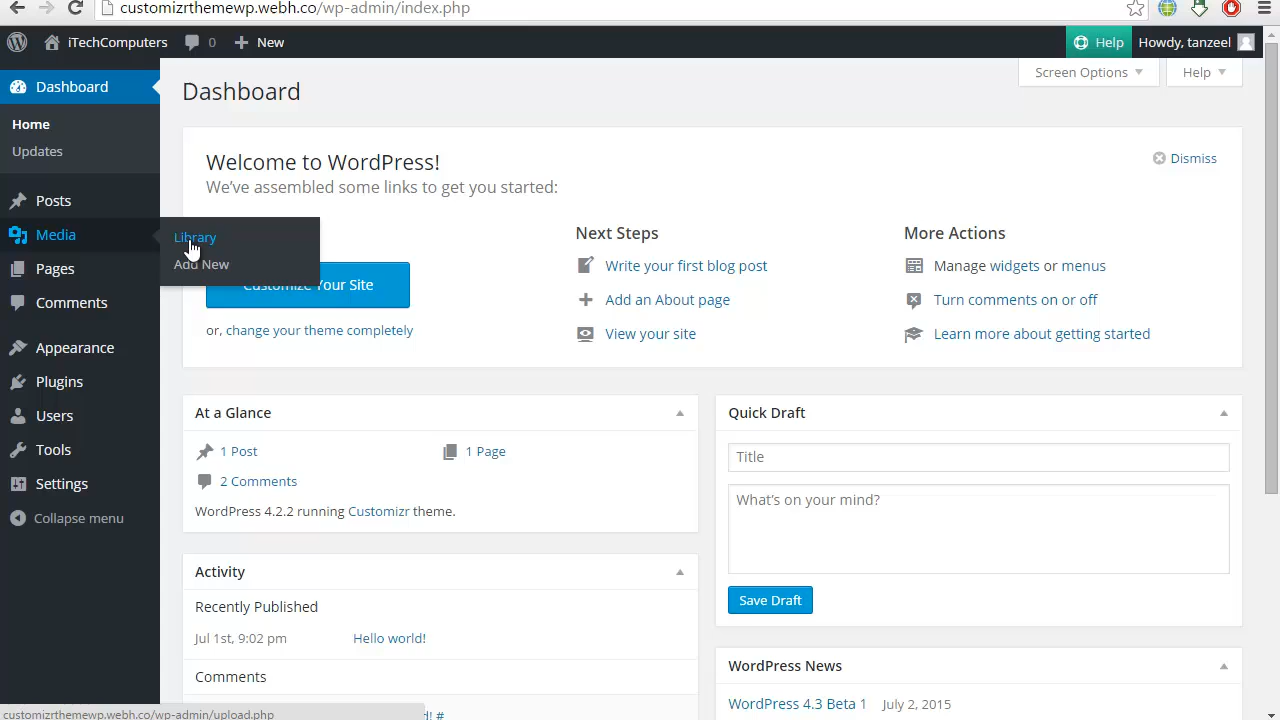 customizrthemewp.webh.co/wp-admin/index.php
iTechComputers
0
New
Help
Howdy, tanzeel
Dashboard
Home
Updates
Posts
Media
Pages
Comments
Appearance
Plugins
Users
Tools
Settings
Collapse menu
Library
Add New
Dashboard
Screen Options
Help
Welcome to WordPress!
We've assembled some links to get you started:
Dismiss
Customize Your Site
or, change your theme completely
Next Steps
Write your first blog post
Add an About page
View your site
More Actions
Manage widgets or menus
Turn comments on or off
Learn more about getting started
At a Glance
1 Post
1 Page
2 Comments
WordPress 4.2.2 running Customizr theme.
Activity
Recently Published
Jul 1st, 9:02 pm Hello world!
Comments
d! #
Quick Draft
Title
What's on your mind?
Save Draft
WordPress News
WordPress 4.3 Beta 1 July 2, 2015
customizrthemewp.webh.co/wp-admin/upload.php